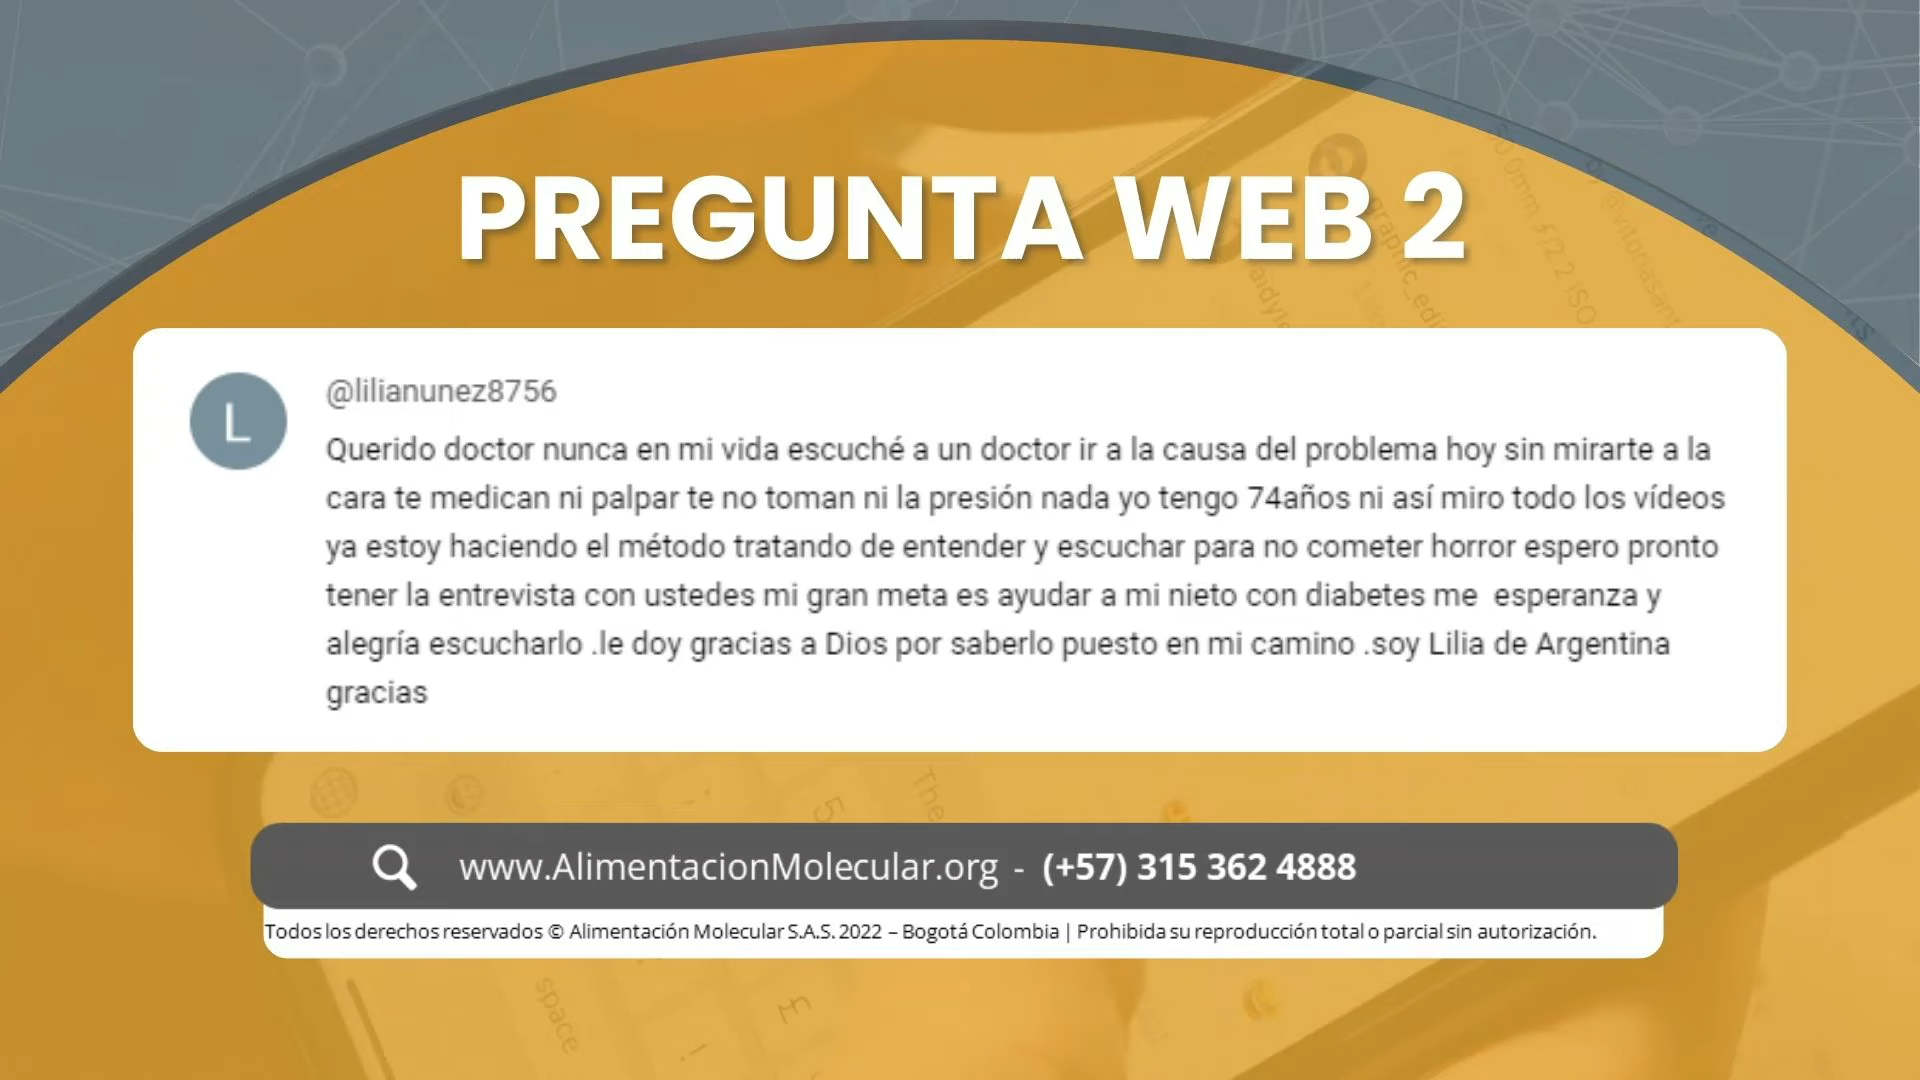 PREGUNTA WEB 2
L
@lilianunez8756
Querido doctor nunca en mi vida escuché a un doctor ir a la causa del problema hoy sin mirarte a la
cara te medican ni palpar te no toman ni la presión nada yo tengo 74años ni así miro todo los vídeos
ya estoy haciendo el método tratando de entender y escuchar para no cometer horror espero pronto
tener la entrevista con ustedes mi gran meta es ayudar a mi nieto con diabetes me  esperanza y
alegría escucharlo .le doy gracias a Dios por saberlo puesto en mi camino .soy Lilia de Argentina
gracias
The
5
www.AlimentacionMolecular.org - (+57) 315 362 4888
Todos los derechos reservados © Alimentación Molecular S.A.S. 2022 – Bogotá Colombia | Prohibida su reproducción total o parcial sin autorización.
space
£